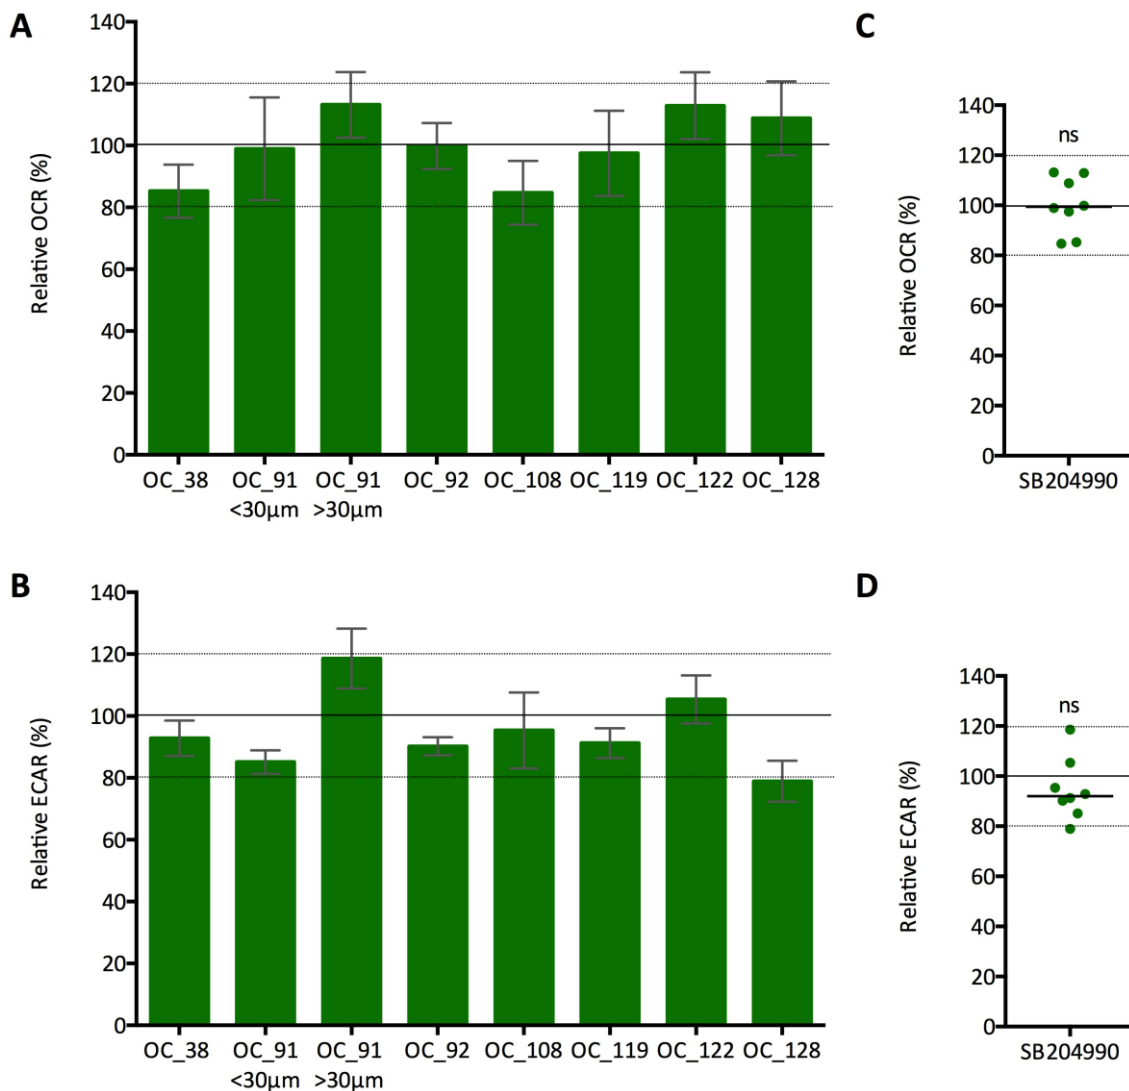 A
Relative OCR (%)
140
120
100
80
60
40
20
0
OC_38 OC_91 OC_91 OC_92 OC_108 OC_119 OC_122 OC_128
<30µm >30µm
C
Relative OCR (%)
140
120
100
80
60
40
20
0
ns
SB204990
B
Relative ECAR (%)
140
120
100
80
60
40
20
0
OC_38 OC_91 OC_91 OC_92 OC_108 OC_119 OC_122 OC_128
<30µm >30µm
D
Relative ECAR (%)
140
120
100
80
60
40
20
0
ns
SB204990